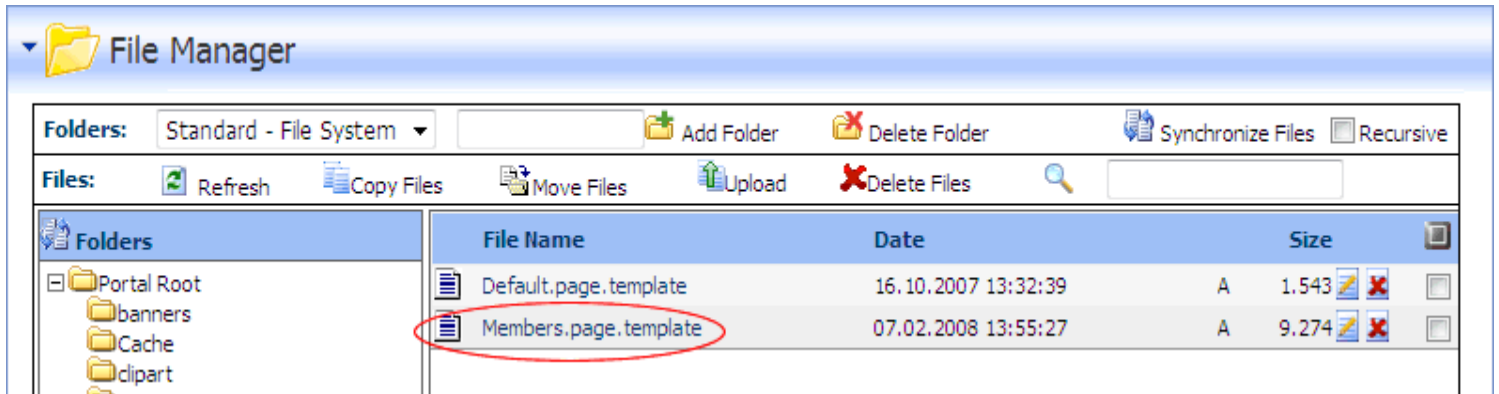 File Manager
Folders: Standard - File System Add Folder Delete Folder Synchronize Files Recursive
Files: Refresh Copy Files Move Files Upload Delete Files
Folders File Name Date Size
Portal Root Default.page.template 16.10.2007 13:32:39 A 1.543
banners
Members.page.template 07.02.2008 13:55:27 A 9.274
Cache
clipart